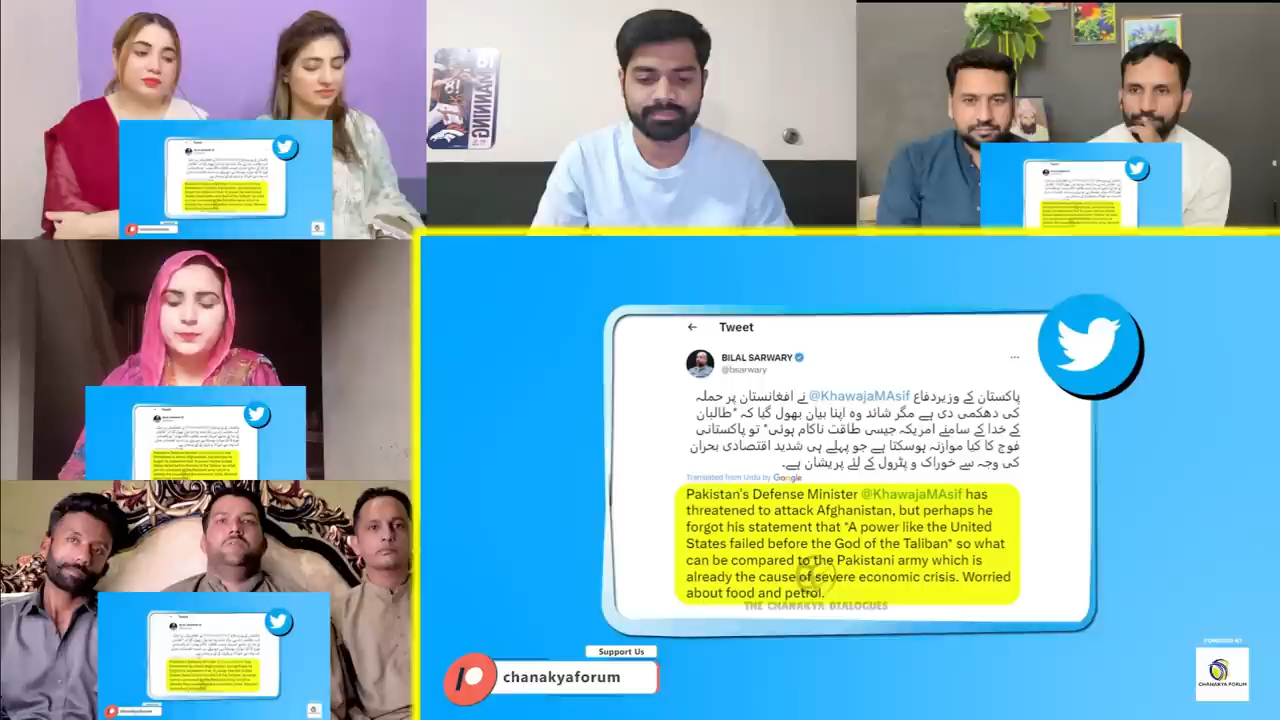 MANNING
18
Tweet
BILAL SARWARY
@bsarwary
پاکستان کے وزیردفاع @KhawajaMAsif نے افغانستان پر حملہ
کی دھمکی دی ہے مگر شائد وہ اپنا بیان بھول گیا کہ "طالبان
کے خدا کے سامنے امریکہ جیسی طاقت ناکام ہوئی" تو پاکستانی
فوج کا کیا موازنہ ہوسکتا ہے جو پہلے ہی شدید اقتصادی بحران
کی وجہ سے خوراک و پٹرول کے لئے پریشان ہے۔
Translated from Urdu by Google
Pakistan's Defense Minister @KhawajaMAsif has
threatened to attack Afghanistan, but perhaps he
forgot his statement that "A power like the United
States failed before the God of the Taliban" so what
can be compared to the Pakistani army which is
already the cause of severe economic crisis. Worried
about food and petrol.
THE CHANAKYA DIALOGUES
Support Us
chanakyaforum
POWERED BY
CHANAKYA FORUM